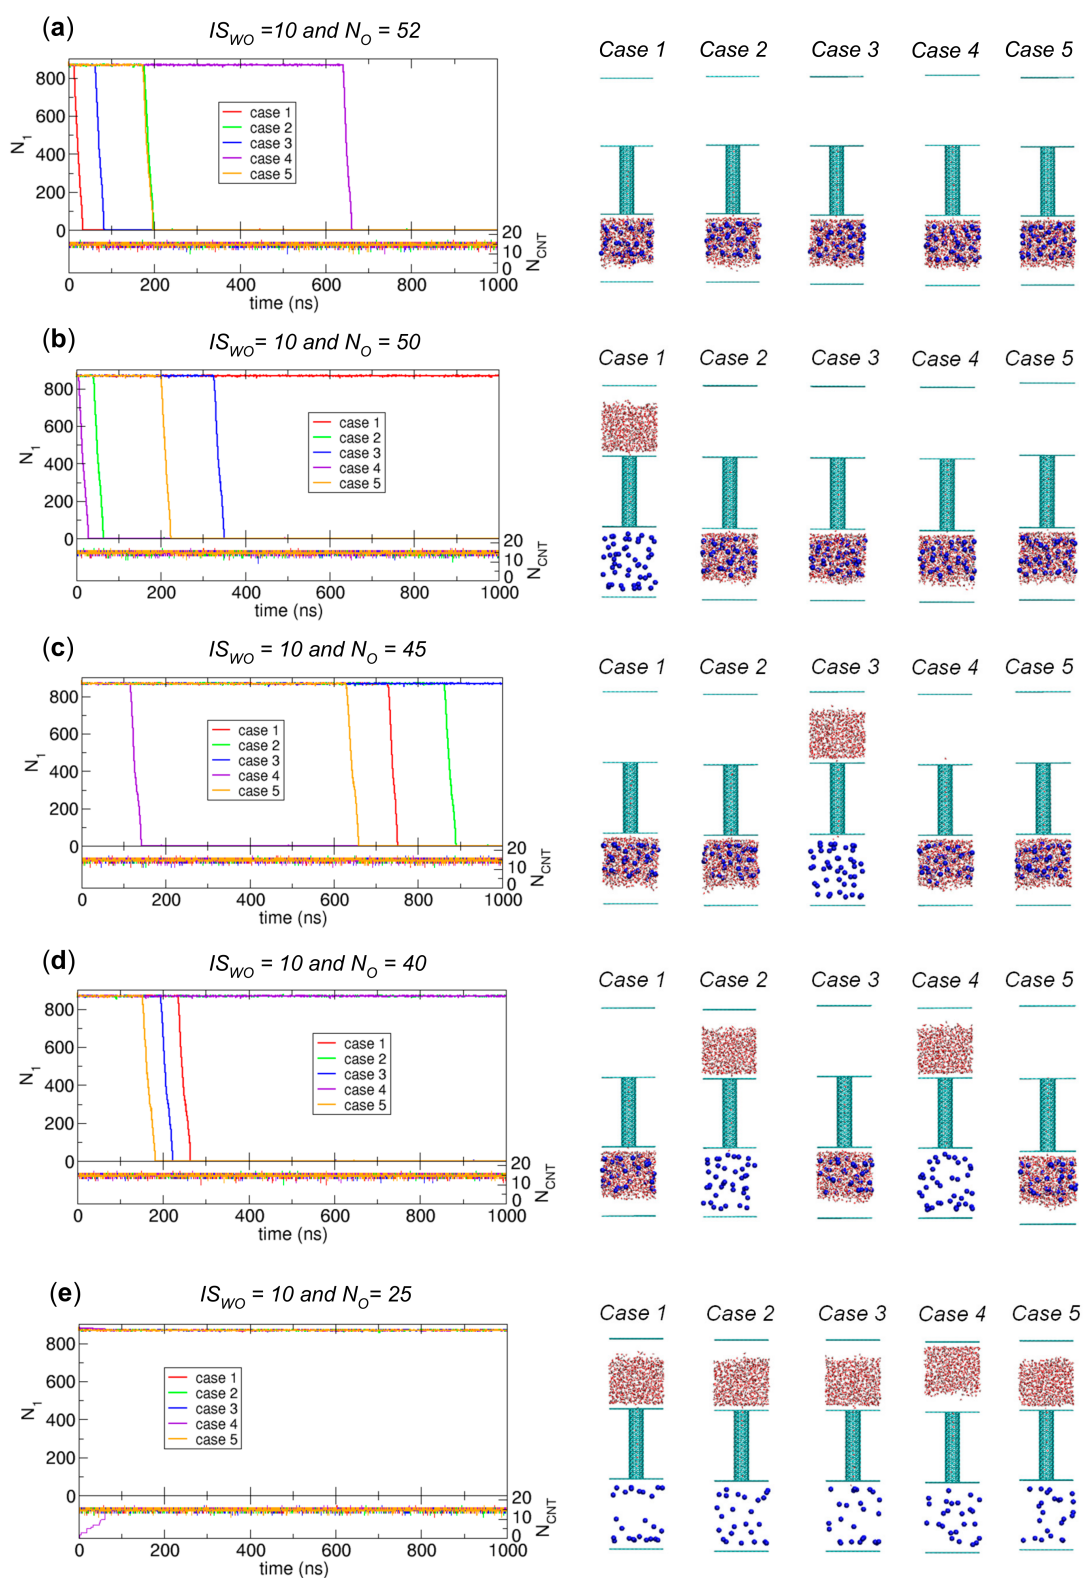 (a) IS_WO =10 and N_O = 52
Case 1 Case 2 Case 3 Case 4 Case 5
800
600
400
200
0
N_1
case 1
case 2
case 3
case 4
case 5
20
10
0
N_CNT
0 200 400 600 800 1000
time (ns)
(b) IS_WO= 10 and N_O = 50
Case 1 Case 2 Case 3 Case 4 Case 5
800
600
400
200
0
N_1
case 1
case 2
case 3
case 4
case 5
20
10
0
N_CNT
0 200 400 600 800 1000
time (ns)
(c) IS_WO = 10 and N_O = 45
Case 1 Case 2 Case 3 Case 4 Case 5
800
600
400
200
0
N_1
case 1
case 2
case 3
case 4
case 5
20
10
0
N_CNT
0 200 400 600 800 1000
time (ns)
(d) IS_WO = 10 and N_O = 40
Case 1 Case 2 Case 3 Case 4 Case 5
800
600
400
200
0
N_1
case 1
case 2
case 3
case 4
case 5
20
10
0
N_CNT
0 200 400 600 800 1000
time (ns)
(e) IS_WO = 10 and N_O= 25
Case 1 Case 2 Case 3 Case 4 Case 5
800
600
400
200
0
N_1
case 1
case 2
case 3
case 4
case 5
20
10
0
N_CNT
0 200 400 600 800 1000
time (ns)